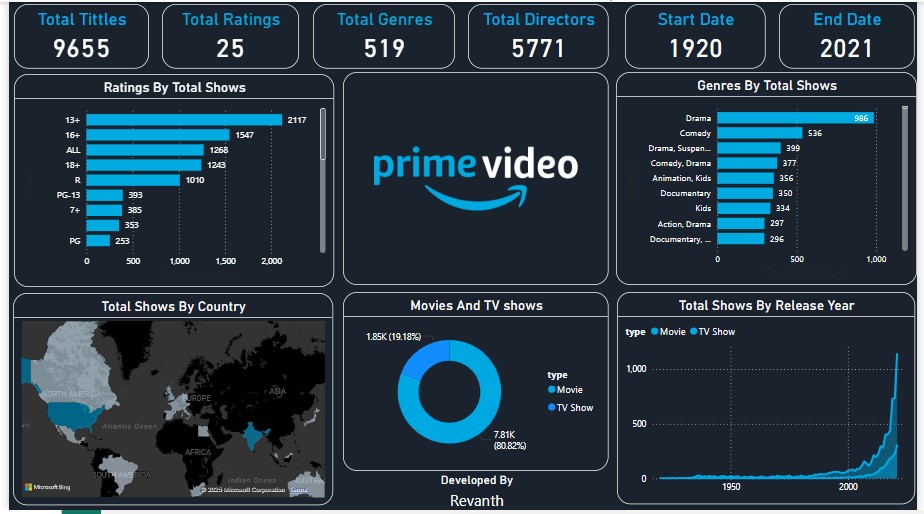 Total Tittles
9655
Total Ratings
25
Total Genres
519
Total Directors
5771
Start Date
1920
End Date
2021
Ratings By Total Shows
13+ 2117
16+ 1547
ALL 1268
18+ 1243
R 1010
PG-13 393
7+ 385
353
PG 253
0 500 1,000 1,500 2,000
prime video
Genres By Total Shows
Drama 986
Comedy 536
Drama, Suspen... 399
Comedy, Drama 377
Animation, Kids 356
Documentary 350
Kids 334
Action, Drama 297
Documentary, ... 296
0 500 1,000
Total Shows By Country
NORTH AMERICA
EUROPE
ASIA
Atlantic Ocean
AFRICA
SOUTH AMERICA
Indian Ocean
AUSTRA
Microsoft Bing
© 2025 Microsoft Corporation Terms
Movies And TV shows
1.85K (19.18%)
type
Movie
TV Show
7.81K
(80.82%)
Developed By
Revanth
Total Shows By Release Year
type Movie TV Show
1,000
500
0
1950 2000